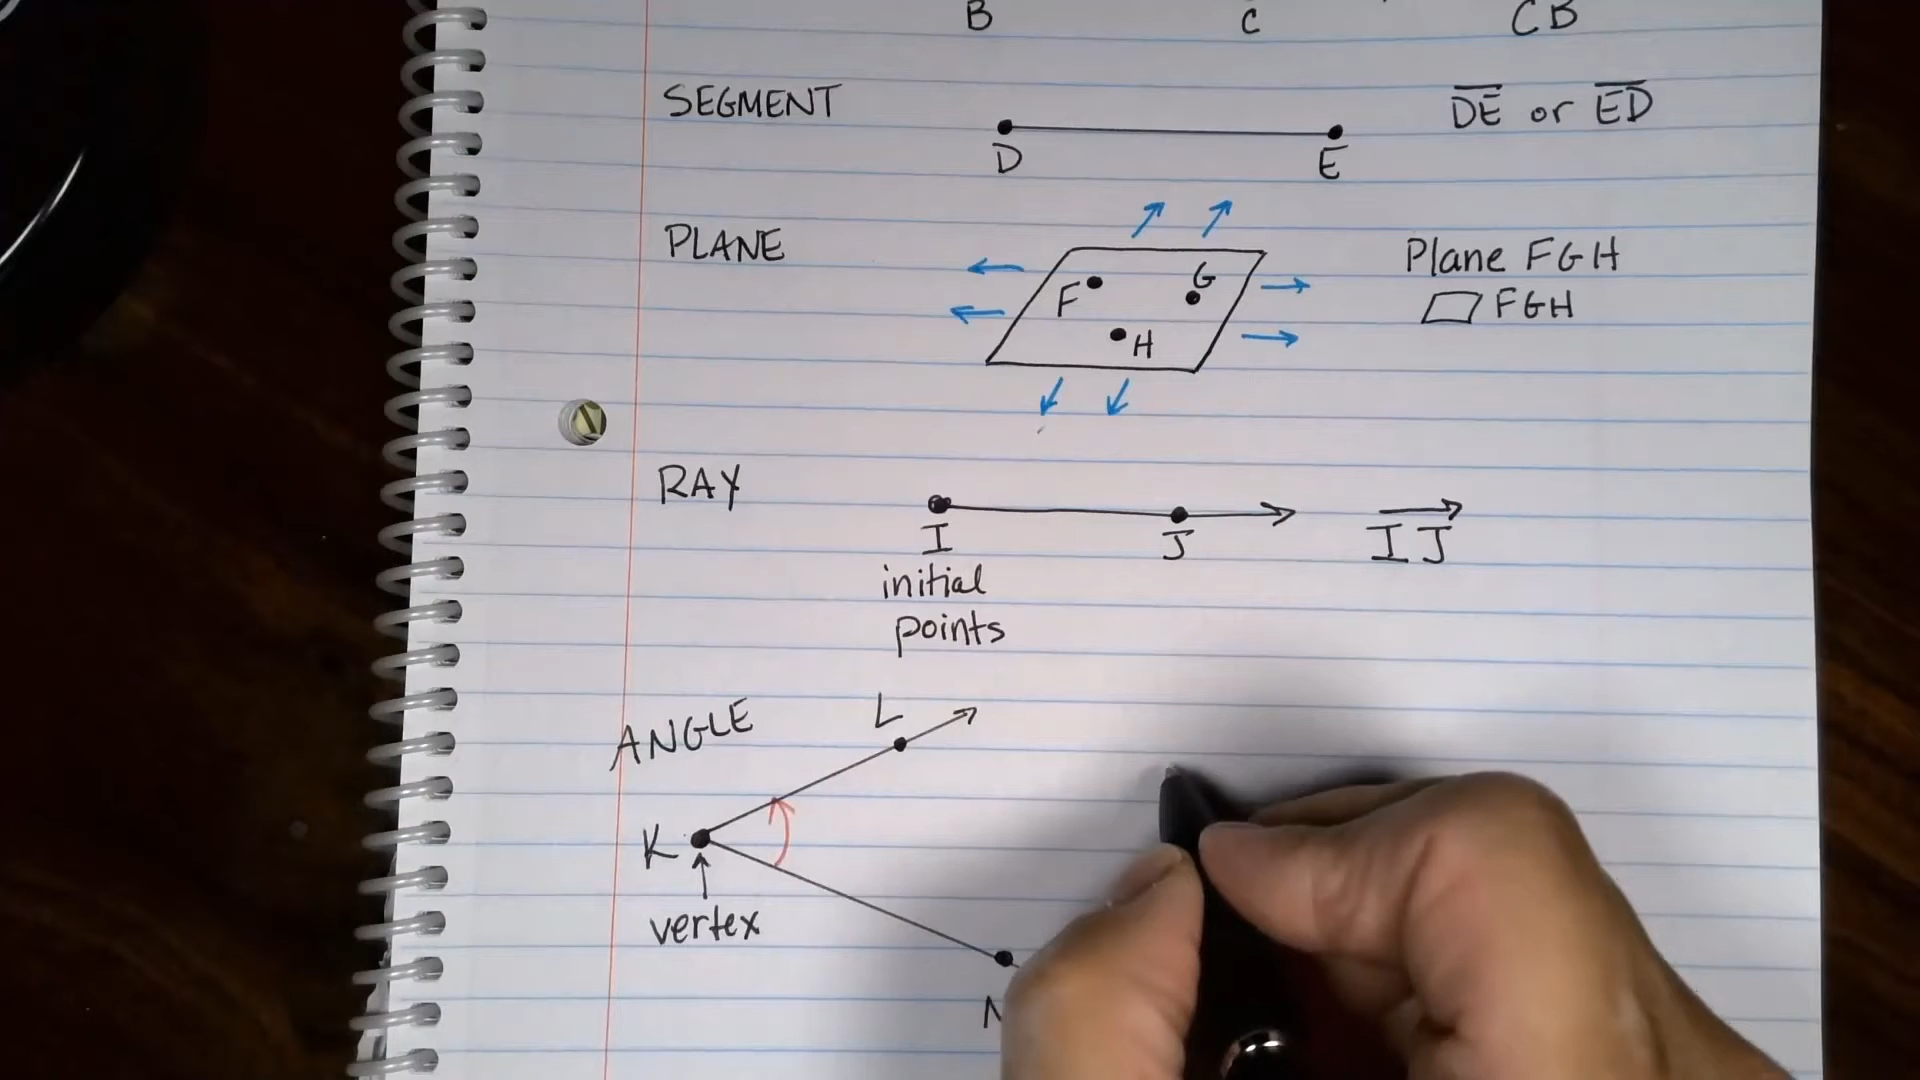 B C CB
SEGMENT DE or ED
D E
PLANE Plane FGH
F G FGH
H
RAY
I J IJ
initial
points
ANGLE L
K
vertex